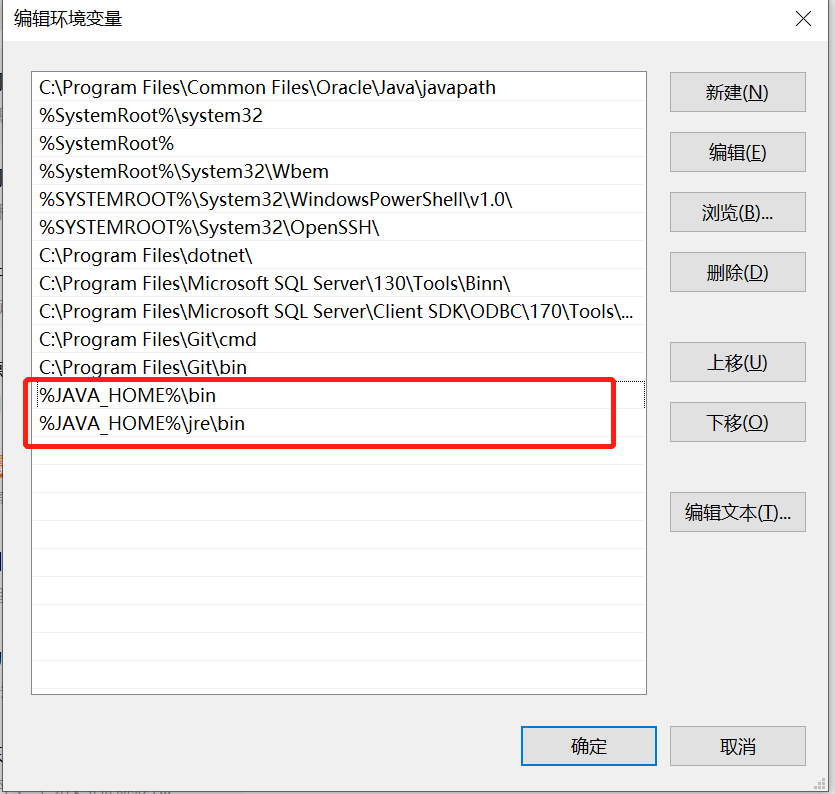 编辑环境变量
C:\Program Files\Common Files\Oracle\Java\javapath
%SystemRoot%\system32
%SystemRoot%
%SystemRoot%\System32\Wbem
%SYSTEMROOT%\System32\WindowsPowerShell\v1.0\
%SYSTEMROOT%\System32\OpenSSH\
C:\Program Files\dotnet\
C:\Program Files\Microsoft SQL Server\130\Tools\Binn\
C:\Program Files\Microsoft SQL Server\Client SDK\ODBC\170\Tools\...
C:\Program Files\Git\cmd
C:\Program Files\Git\bin
%JAVA_HOME%\bin
%JAVA_HOME%\jre\bin
新建(N)
编辑(E)
浏览(B)...
删除(D)
上移(U)
下移(O)
编辑文本(T)...
确定
取消